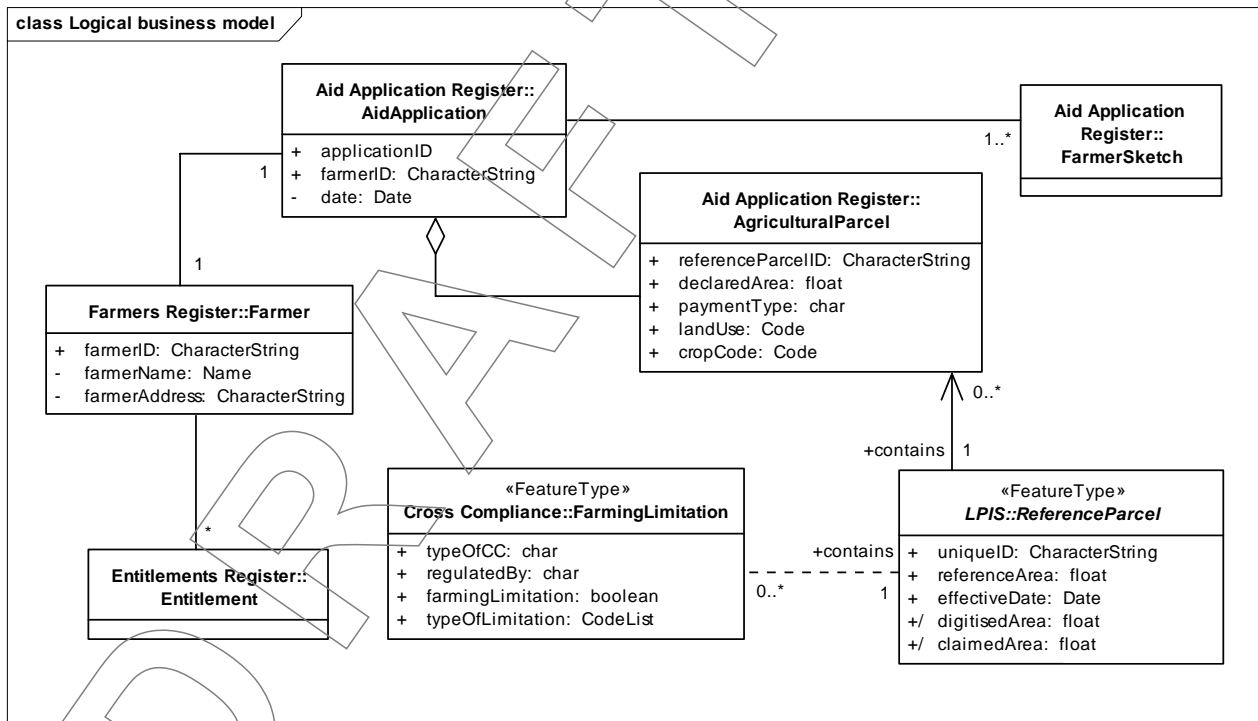 class Logical business model
Aid Application Register::
AidApplication
+ applicationID
+ farmerID: CharacterString
- date: Date
1
1..*
Aid Application
Register::
FarmerSketch
Aid Application Register::
AgriculturalParcel
+ referenceParcelID: CharacterString
+ declaredArea: float
+ paymentType: char
+ landUse: Code
+ cropCode: Code
1
Farmers Register::Farmer
+ farmerID: CharacterString
- farmerName: Name
- farmerAddress: CharacterString
0..*
+contains 1
«FeatureType»
Cross Compliance::FarmingLimitation
+ typeOfCC: char
+ regulatedBy: char
+ farmingLimitation: boolean
+ typeOfLimitation: CodeList
«FeatureType»
LPIS::ReferenceParcel
+ uniqueID: CharacterString
+ referenceArea: float
+ effectiveDate: Date
+/ digitisedArea: float
+/ claimedArea: float
+contains
0..* 1
*
Entitlements Register::
Entitlement
DRAFT